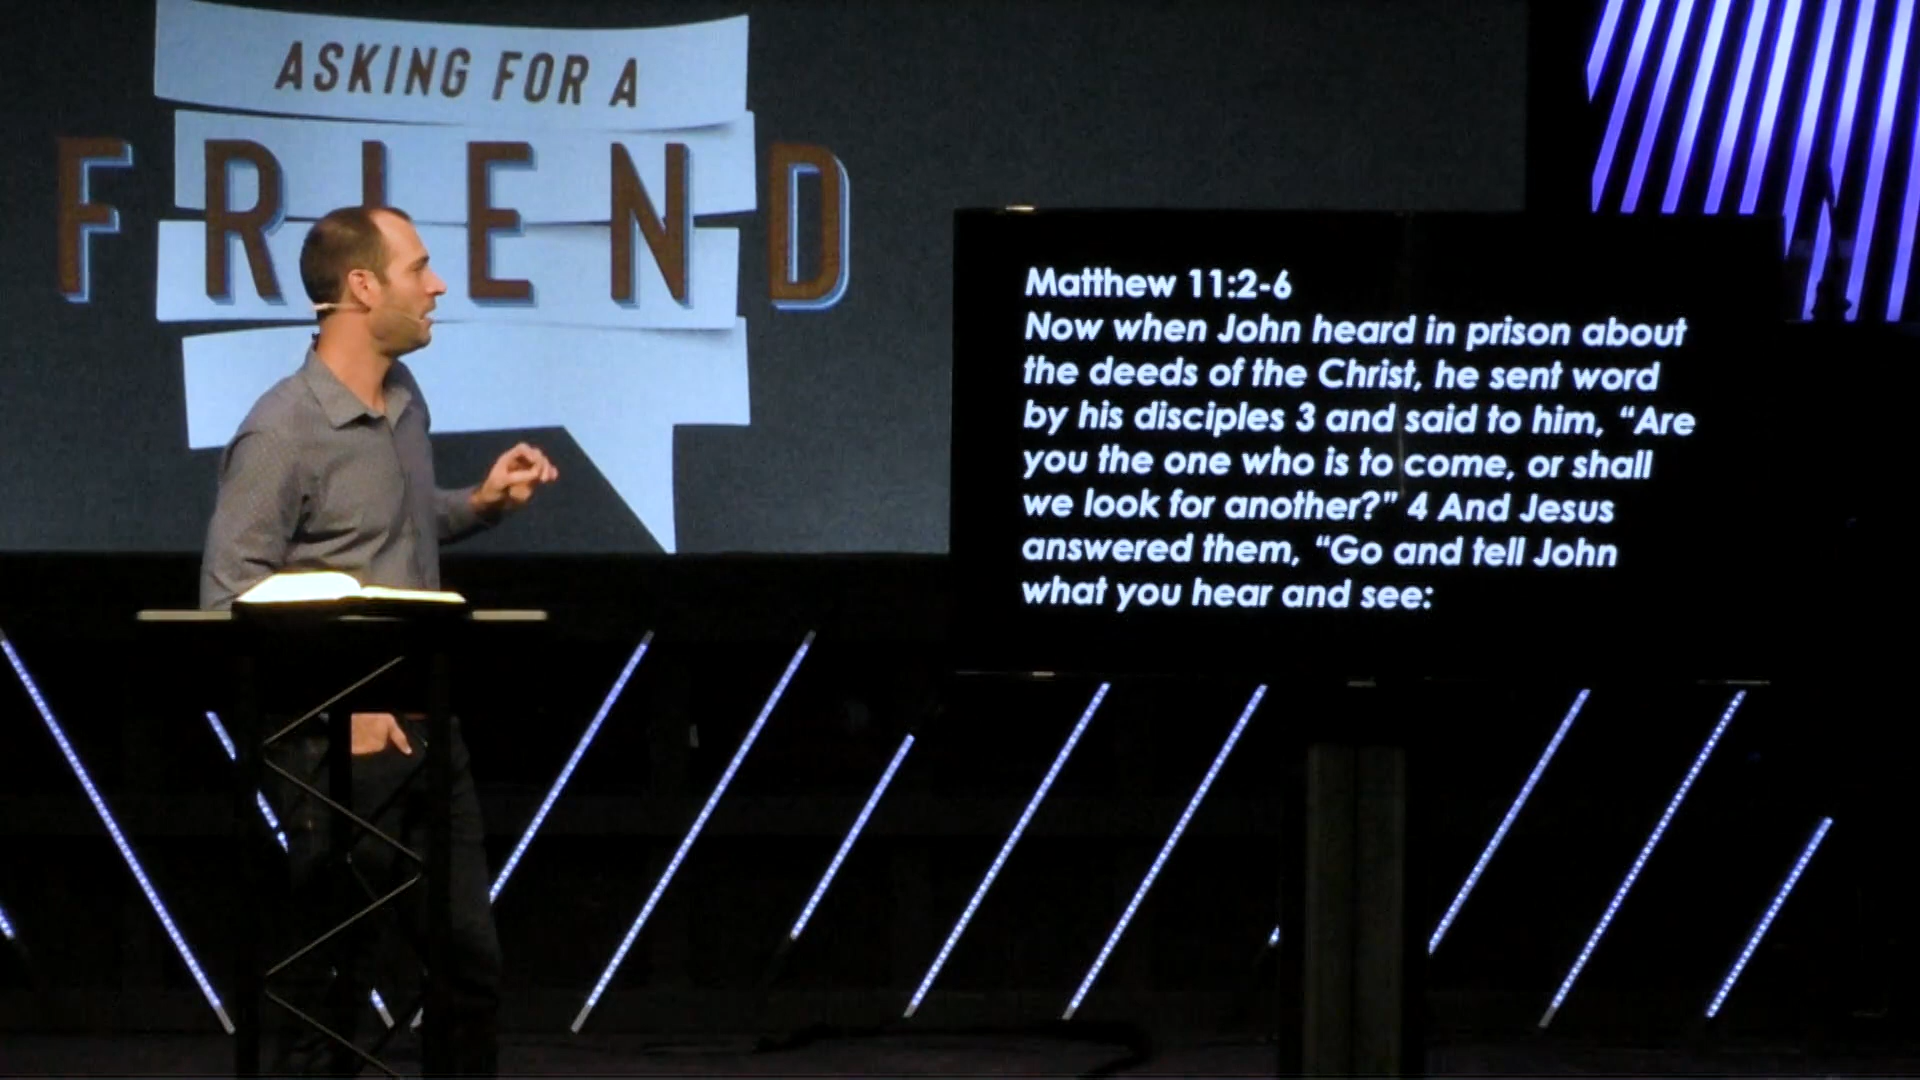 ASKING FOR A
FRIEND
Matthew 11:2-6
Now when John heard in prison about
the deeds of the Christ, he sent word
by his disciples 3 and said to him, “Are
you the one who is to come, or shall
we look for another?” 4 And Jesus
answered them, “Go and tell John
what you hear and see: